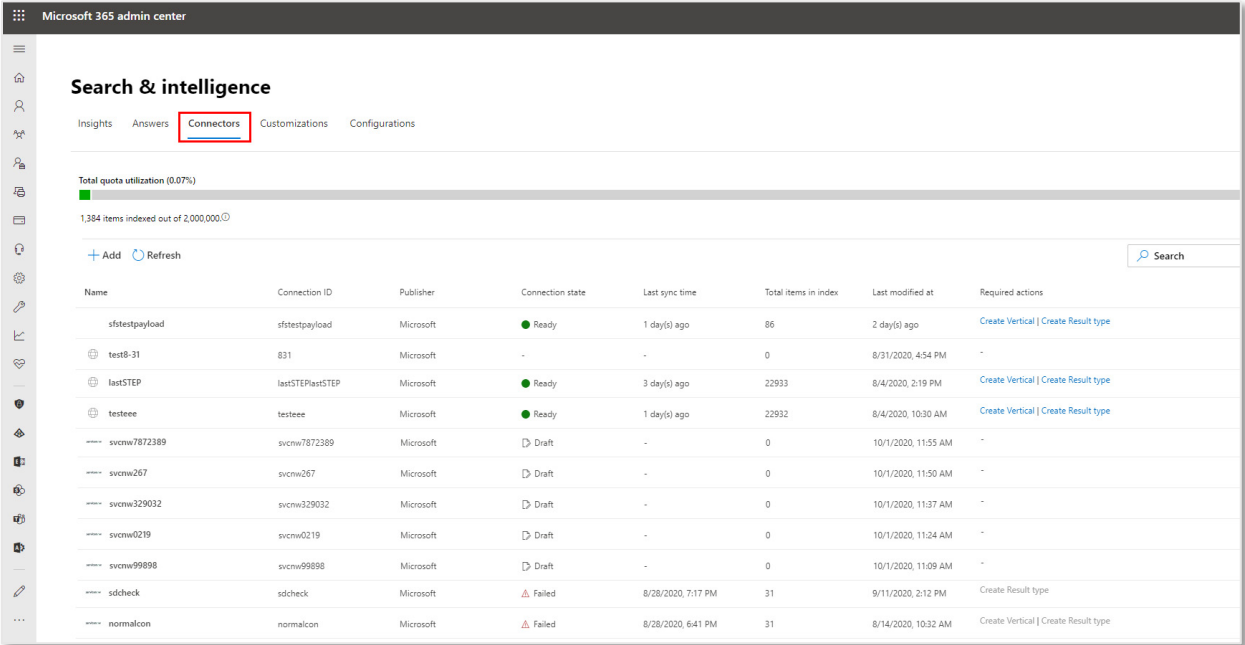 Microsoft 365 admin center
Search & intelligence
Insights Answers Connectors Customizations Configurations
Total quota utilization (0.07%)
1,384 items indexed out of 2,000,000.
Add Refresh Search
Name Connection ID Publisher Connection state Last sync time Total items in index Last modified at Required actions
sfstestpayload sfstestpayload Microsoft Ready 1 day(s) ago 86 2 day(s) ago Create Vertical | Create Result type
test8-31 831 Microsoft - - 0 8/31/2020, 4:54 PM -
lastSTEP lastSTEPlastSTEP Microsoft Ready 3 day(s) ago 22933 8/4/2020, 2:19 PM Create Vertical | Create Result type
testeee testeee Microsoft Ready 1 day(s) ago 22932 8/4/2020, 10:30 AM Create Vertical | Create Result type
svcnw7872389 svcnw7872389 Microsoft Draft - 0 10/1/2020, 11:55 AM -
svcnw267 svcnw267 Microsoft Draft - 0 10/1/2020, 11:50 AM -
svcnw329032 svcnw329032 Microsoft Draft - 0 10/1/2020, 11:37 AM -
svcnw0219 svcnw0219 Microsoft Draft - 0 10/1/2020, 11:24 AM -
svcnw99898 svcnw99898 Microsoft Draft - 0 10/1/2020, 11:09 AM -
sdcheck sdcheck Microsoft Failed 8/28/2020, 7:17 PM 31 9/11/2020, 2:12 PM Create Result type
normalcon normalcon Microsoft Failed 8/28/2020, 6:41 PM 31 8/14/2020, 10:32 AM Create Vertical | Create Result type